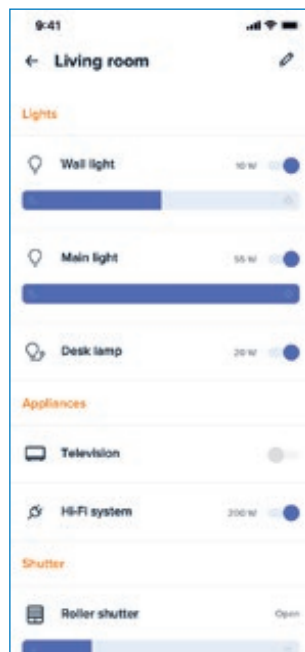 9:41
Living room
Lights
Wall light 10 W
Main light 55 W
Desk lamp 20 W
Appliances
Television
Hi-Fi system 200 W
Shutter
Roller shutter Open